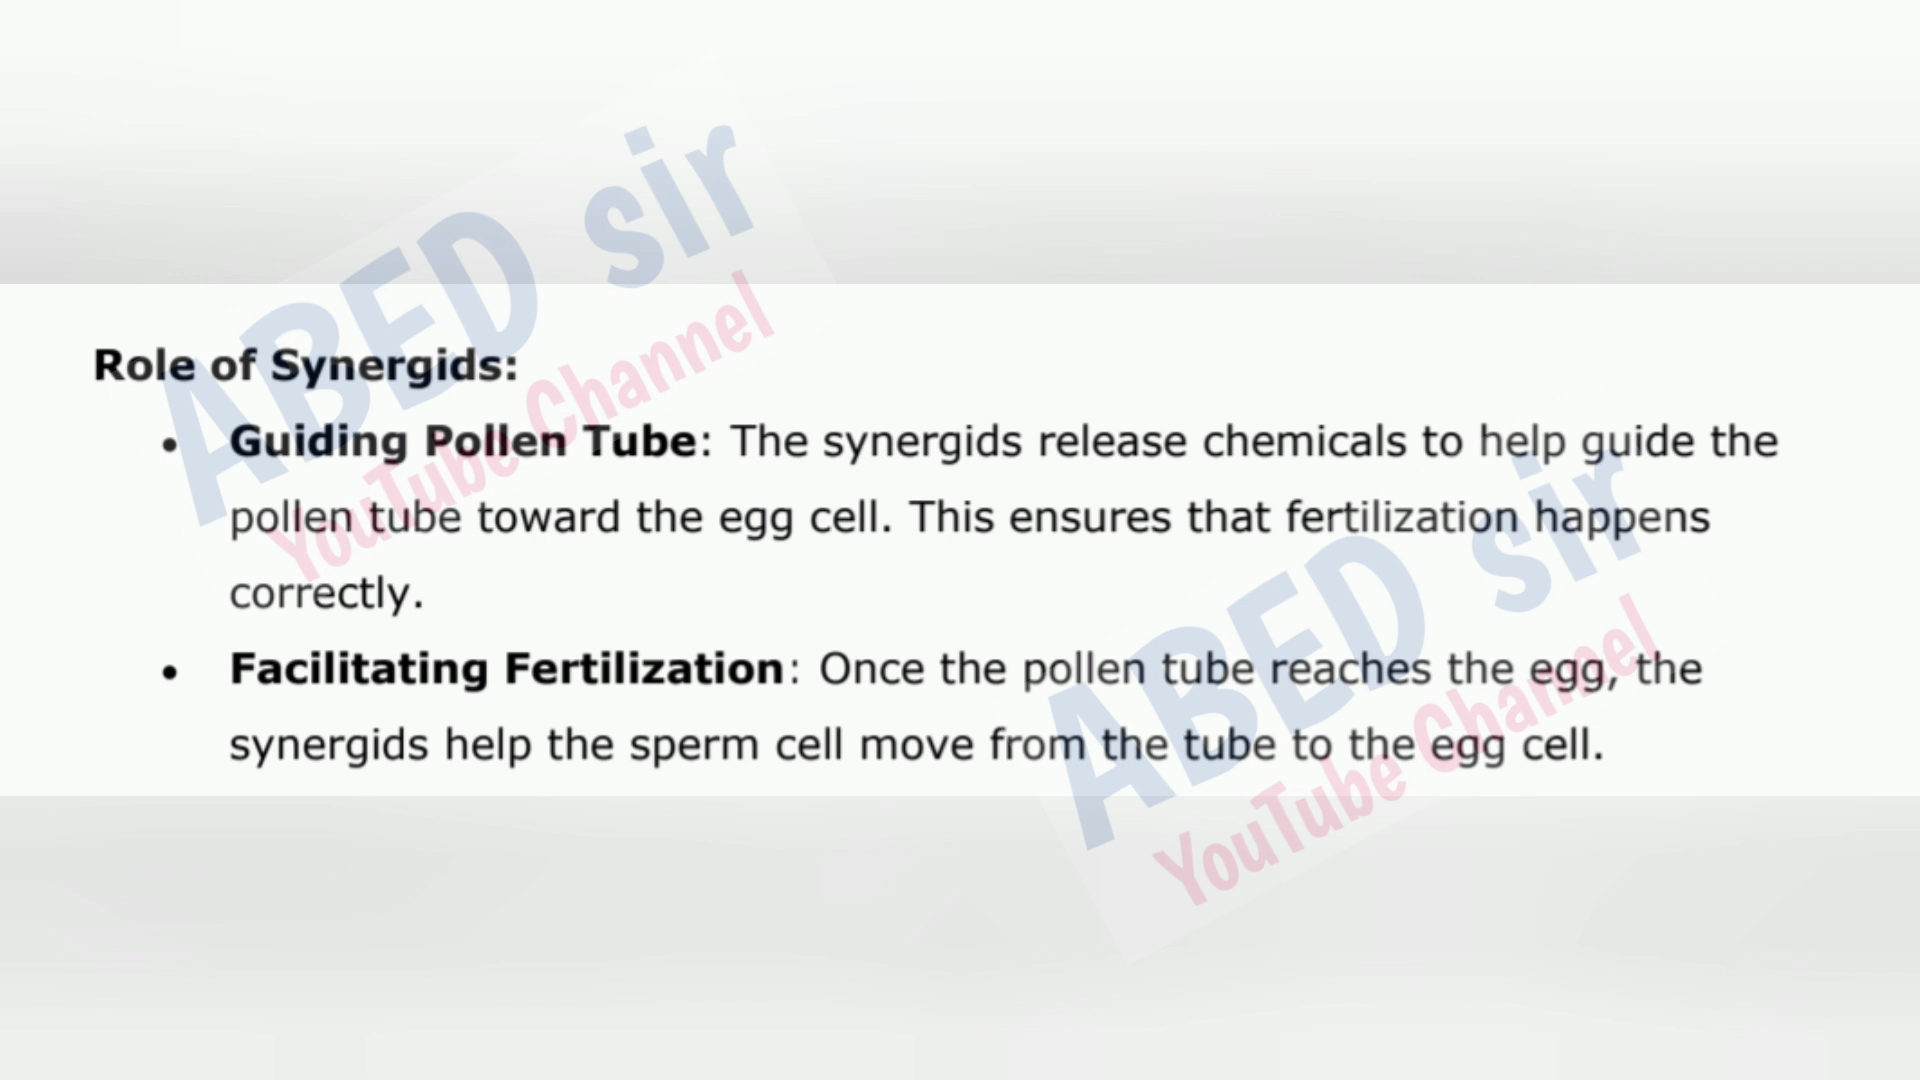 Role of Synergids:
• Guiding Pollen Tube: The synergids release chemicals to help guide the
pollen tube toward the egg cell. This ensures that fertilization happens
correctly.
• Facilitating Fertilization: Once the pollen tube reaches the egg, the
synergids help the sperm cell move from the tube to the egg cell.
ABED sir
YouTube Channel
ABED sir
YouTube Channel